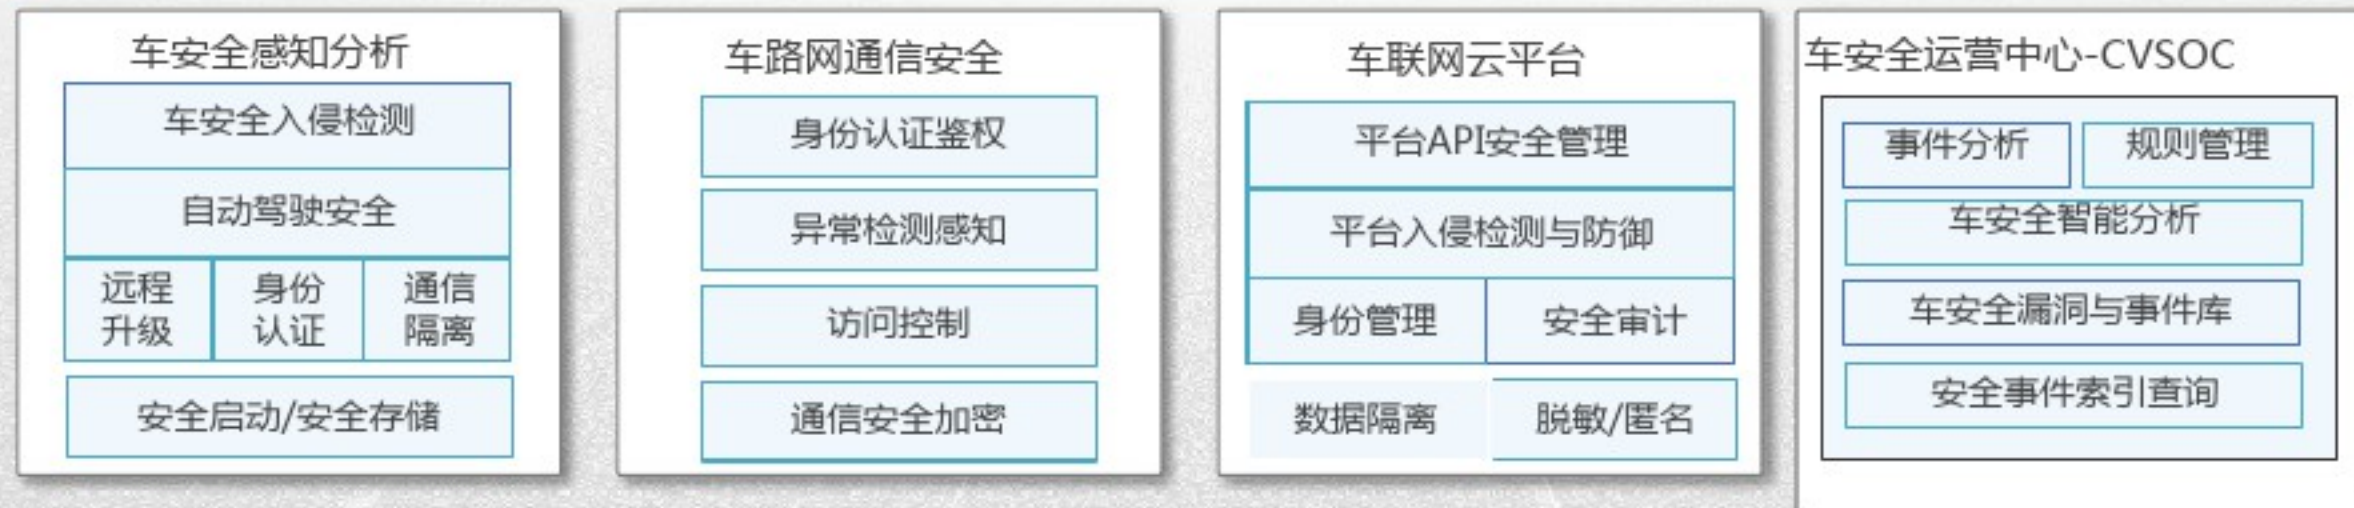 车安全感知分析
车安全入侵检测
自动驾驶安全
远程
升级
身份
认证
通信
隔离
安全启动/安全存储
车路网通信安全
身份认证鉴权
异常检测感知
访问控制
通信安全加密
车联网云平台
平台API安全管理
平台入侵检测与防御
身份管理
安全审计
数据隔离
脱敏/匿名
车安全运营中心-CVSOC
事件分析
规则管理
车安全智能分析
车安全漏洞与事件库
安全事件索引查询